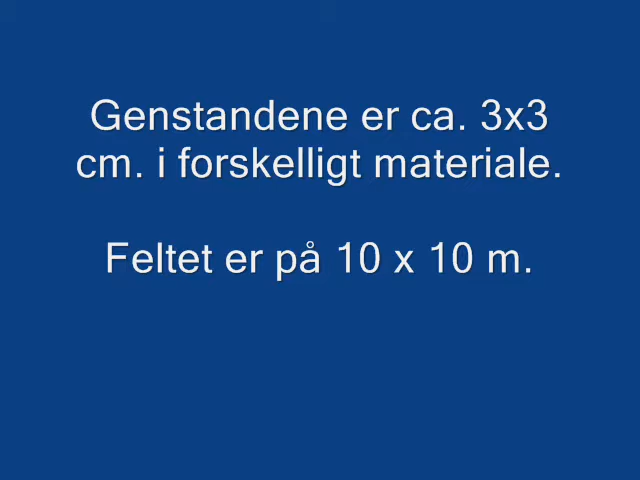 Genstandene er ca. 3x3
cm. i forskelligt materiale.
Feltet er på 10 x 10 m.